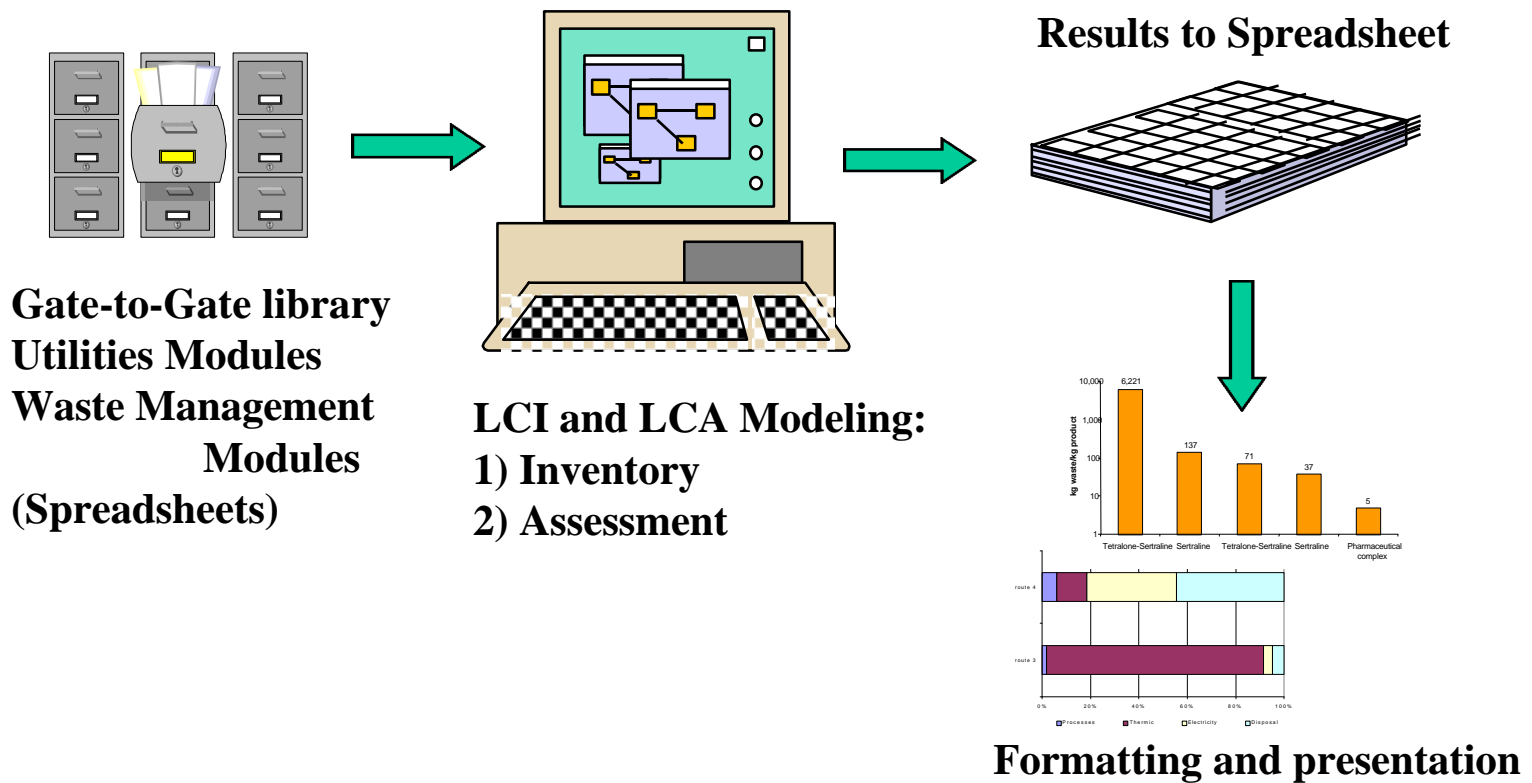 Results to Spreadsheet
Gate-to-Gate library
Utilities Modules
Waste Management
Modules
(Spreadsheets)
LCI and LCA Modeling:
1) Inventory
2) Assessment
kg waste/kg product
10,000
1,000
100
10
1
6,221
137
71
37
5
Tetralone-Sertraline Sertraline Tetralone-Sertraline Sertraline Pharmaceutical
complex
route 4
route 3
0% 20% 40% 60% 80% 100%
Processes Thermic Electricity Disposal
Formatting and presentation